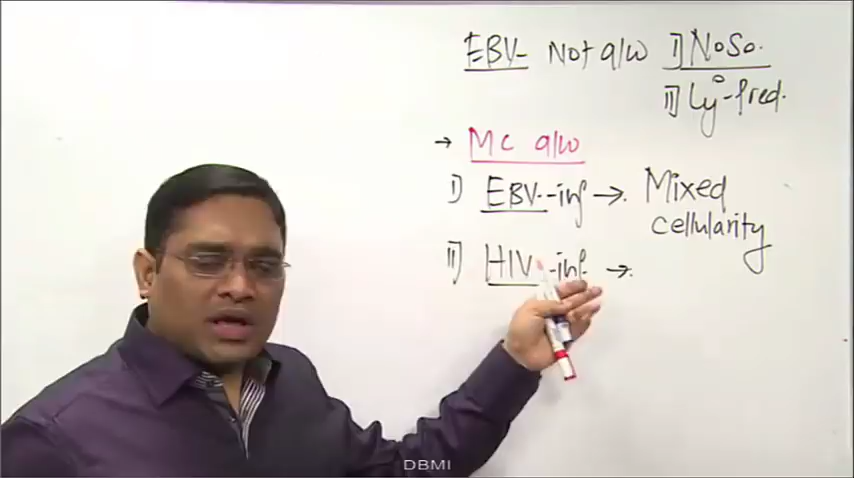 EBV- Not a/w I] NoSo.
II] Ly°-pred.
→ Mc a/w
I] EBV-inf → Mixed cellularity
II] HIV-inf →
DBMI